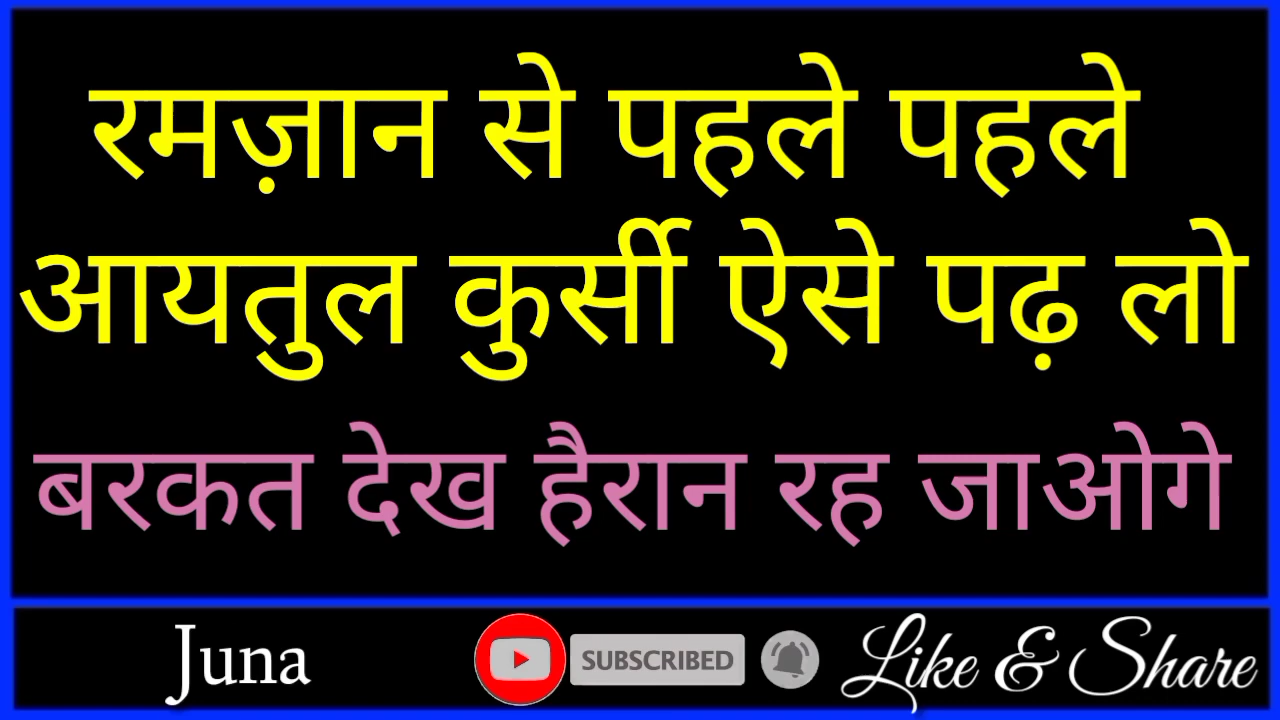 रमज़ान से पहले पहले
आयतुल कुर्सी ऐसे पढ़ लो
बरकत देख हैरान रह जाओगे
Juna SUBSCRIBED Like & Share